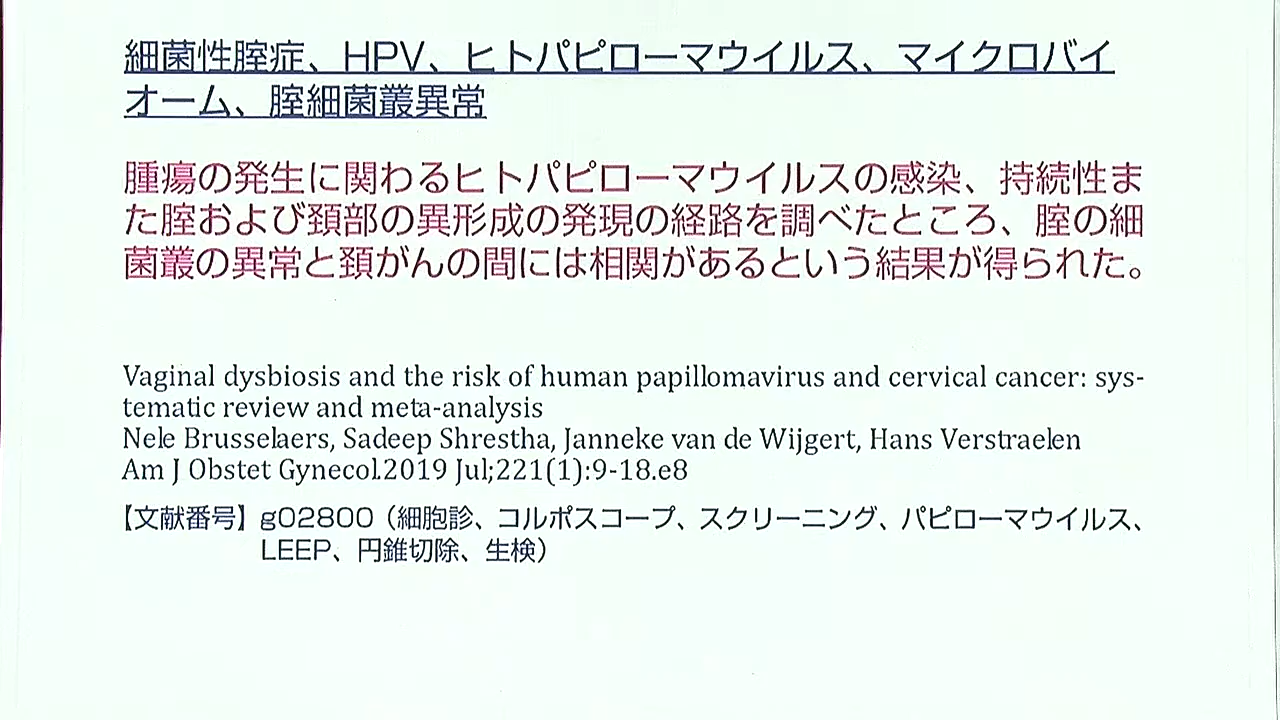 細菌性腟症、HPV、ヒトパピローマウイルス、マイクロバイ
オーム、腟細菌叢異常
腫瘍の発生に関わるヒトパピローマウイルスの感染、持続性ま
た腟および頚部の異形成の発現の経路を調べたところ、腟の細
菌叢の異常と頚がんの間には相関があるという結果が得られた。
Vaginal dysbiosis and the risk of human papillomavirus and cervical cancer: sys-
tematic review and meta-analysis
Nele Brusselaers, Sadeep Shrestha, Janneke van de Wijgert, Hans Verstraelen
Am J Obstet Gynecol.2019 Jul;221(1):9-18.e8
【文献番号】g02800（細胞診、コルポスコープ、スクリーニング、パピローマウイルス、
LEEP、円錐切除、生検）